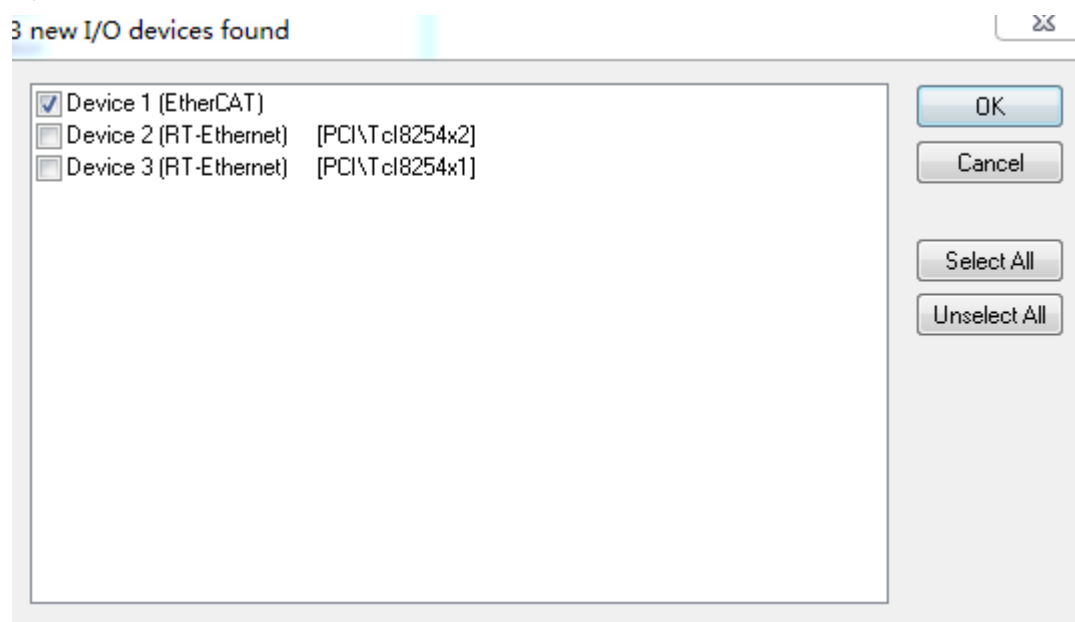 3 new I/O devices found
Device 1 (EtherCAT)
Device 2 (RT-Ethernet) [PCI\TcI8254x2]
Device 3 (RT-Ethernet) [PCI\TcI8254x1]
OK
Cancel
Select All
Unselect All